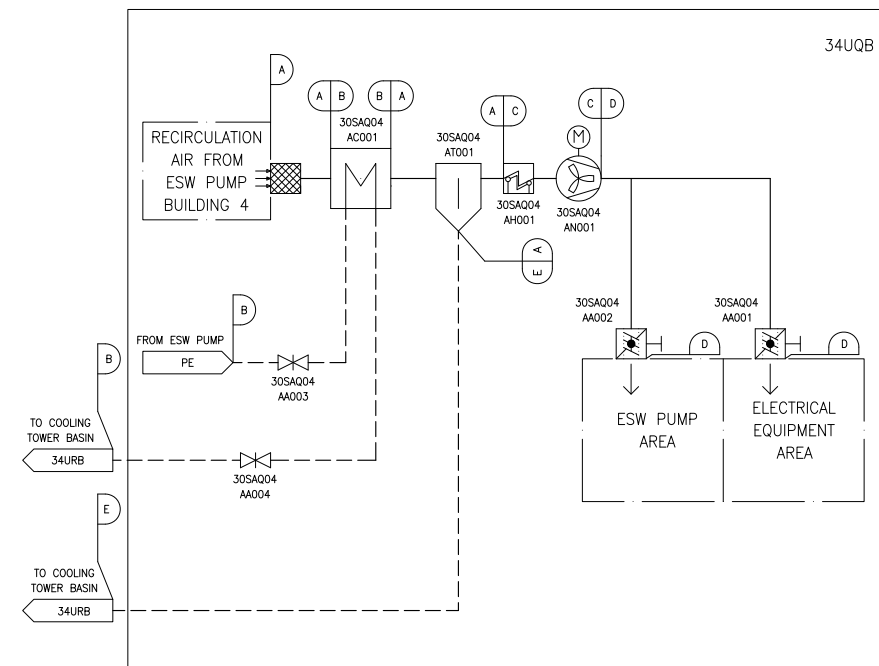 34UQB
A
A B
B A
30SAQ04
AC001
30SAQ04
AT001
A C
C D
M
RECIRCULATION
AIR FROM
ESW PUMP
BUILDING 4
30SAQ04
AH001
30SAQ04
AN001
A
E
B
FROM ESW PUMP
PE
30SAQ04
AA003
30SAQ04
AA002
30SAQ04
AA001
D
D
ESW PUMP
AREA
ELECTRICAL
EQUIPMENT
AREA
B
TO COOLING
TOWER BASIN
34URB
30SAQ04
AA004
E
TO COOLING
TOWER BASIN
34URB